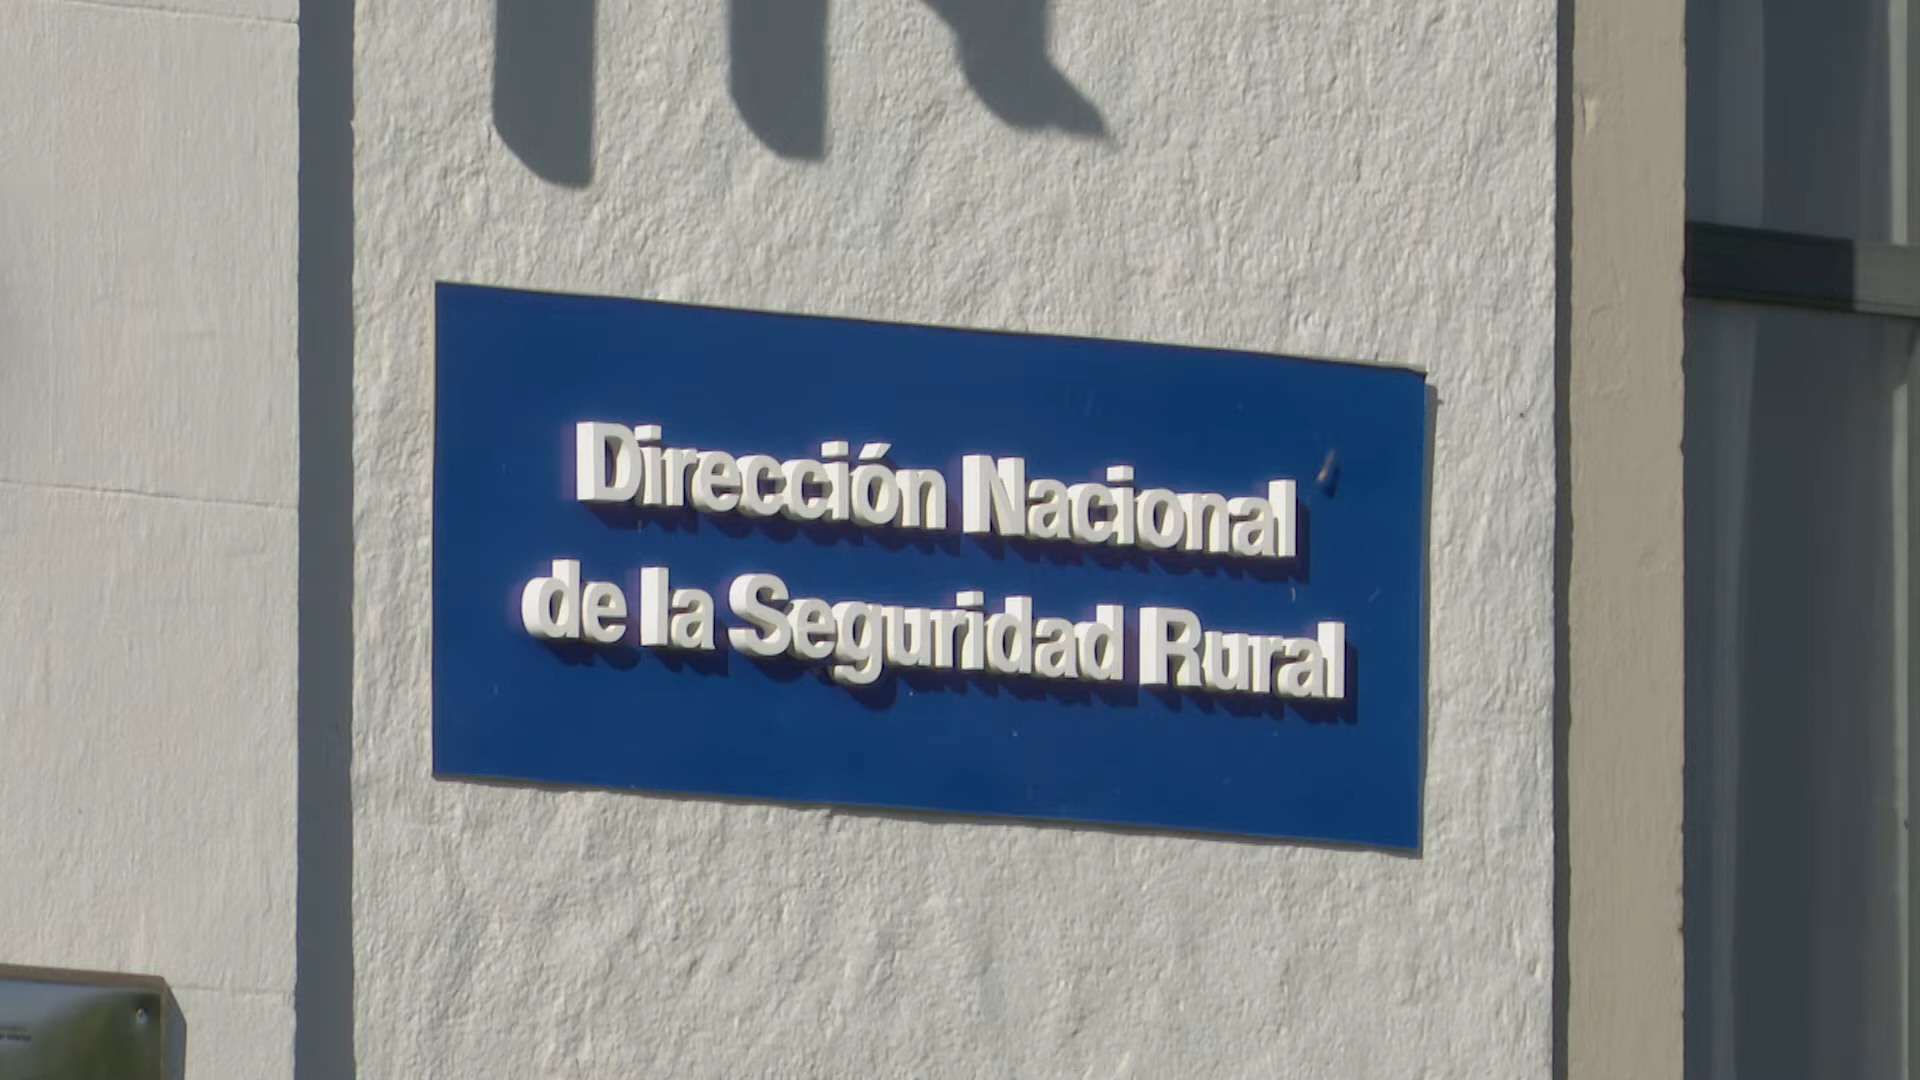 Dirección Nacional
de la Seguridad Rural